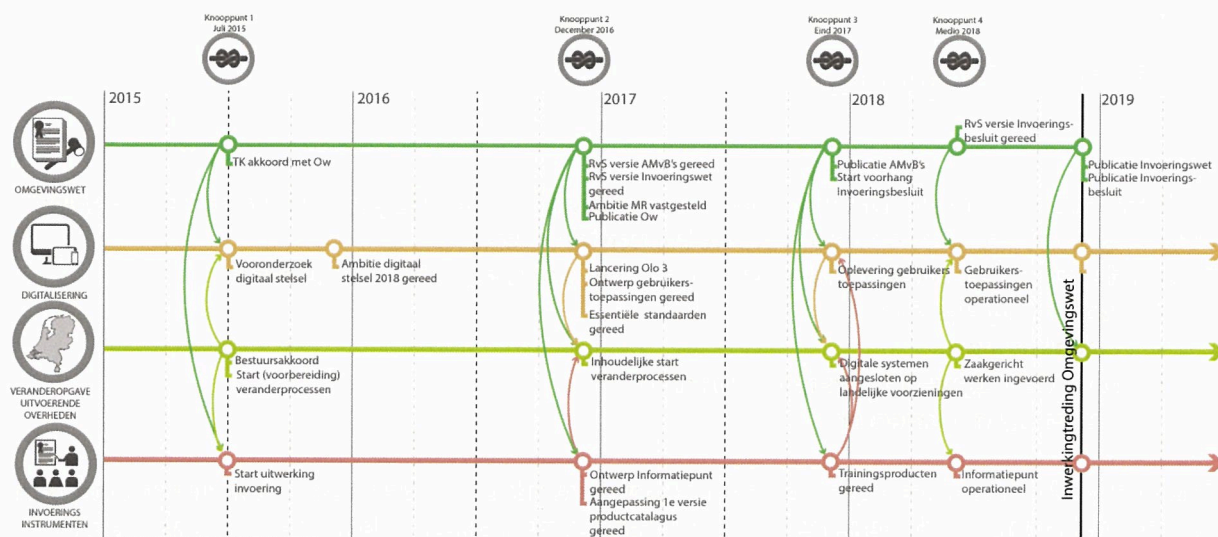 Knooppunt 1
Juli 2015
Knooppunt 2
December 2016
Knooppunt 3
Eind 2017
Knooppunt 4
Medio 2018
2015
2016
2017
2018
2019
OMGEVINGSWET
TK akkoord met Ow
RvS versie AMvB's gereed
RvS versie Invoeringswet
gereed
Ambitie MR vastgesteld
Publicatie Ow
Publicatie AMvB's
Start voorhang
Invoeringsbesluit
RvS versie Invoerings-
besluit gereed
Publicatie Invoeringswet
Publicatie Invoerings-
besluit
DIGITALISERING
Vooronderzoek
digitaal stelsel
Ambitie digitaal
stelsel 2018 gereed
Lancering Olo 3
Ontwerp gebruikers-
toepassingen gereed
Essentiële standaarden
gereed
Oplevering gebruikers
toepassingen
Gebruikers-
toepassingen
operationeel
VERANDEROPGAVE
UITVOERENDE
OVERHEDEN
Bestuursakkoord
Start (voorbereiding)
veranderprocessen
Inhoudelijke start
veranderprocessen
Digitale systemen
aangesloten op
landelijke voorzieningen
Zaakgericht
werken ingevoerd
Inwerkingtreding Omgevingswet
INVOERINGS
INSTRUMENTEN
Start uitwerking
invoering
Ontwerp Informatiepunt
gereed
Aangepassing 1e versie
productcatalagus
gereed
Trainingsproducten
gereed
Informatiepunt
operationeel